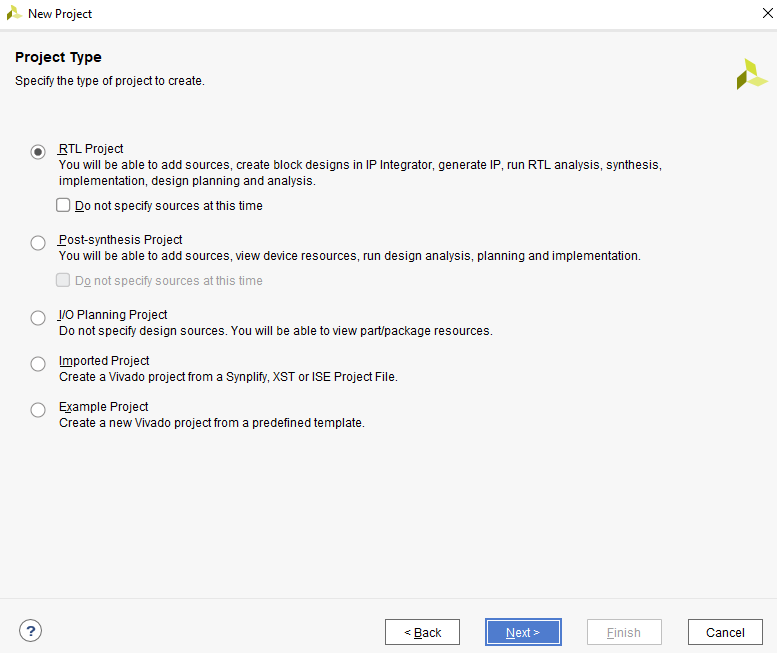 New Project
Project Type
Specify the type of project to create.
RTL Project
You will be able to add sources, create block designs in IP Integrator, generate IP, run RTL analysis, synthesis,
implementation, design planning and analysis.
Do not specify sources at this time
Post-synthesis Project
You will be able to add sources, view device resources, run design analysis, planning and implementation.
Do not specify sources at this time
I/O Planning Project
Do not specify design sources. You will be able to view part/package resources.
Imported Project
Create a Vivado project from a Synplify, XST or ISE Project File.
Example Project
Create a new Vivado project from a predefined template.
? < Back Next > Finish Cancel